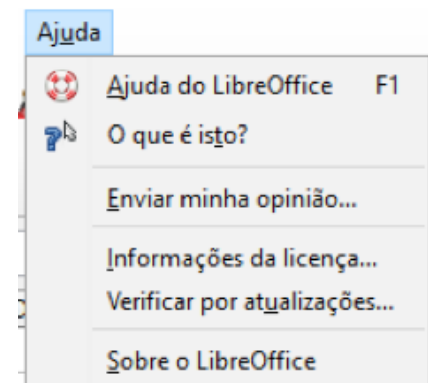 Ajuda
Ajuda do LibreOffice F1
O que é isto?
Enviar minha opinião...
Informações da licença...
Verificar por atualizações...
Sobre o LibreOffice